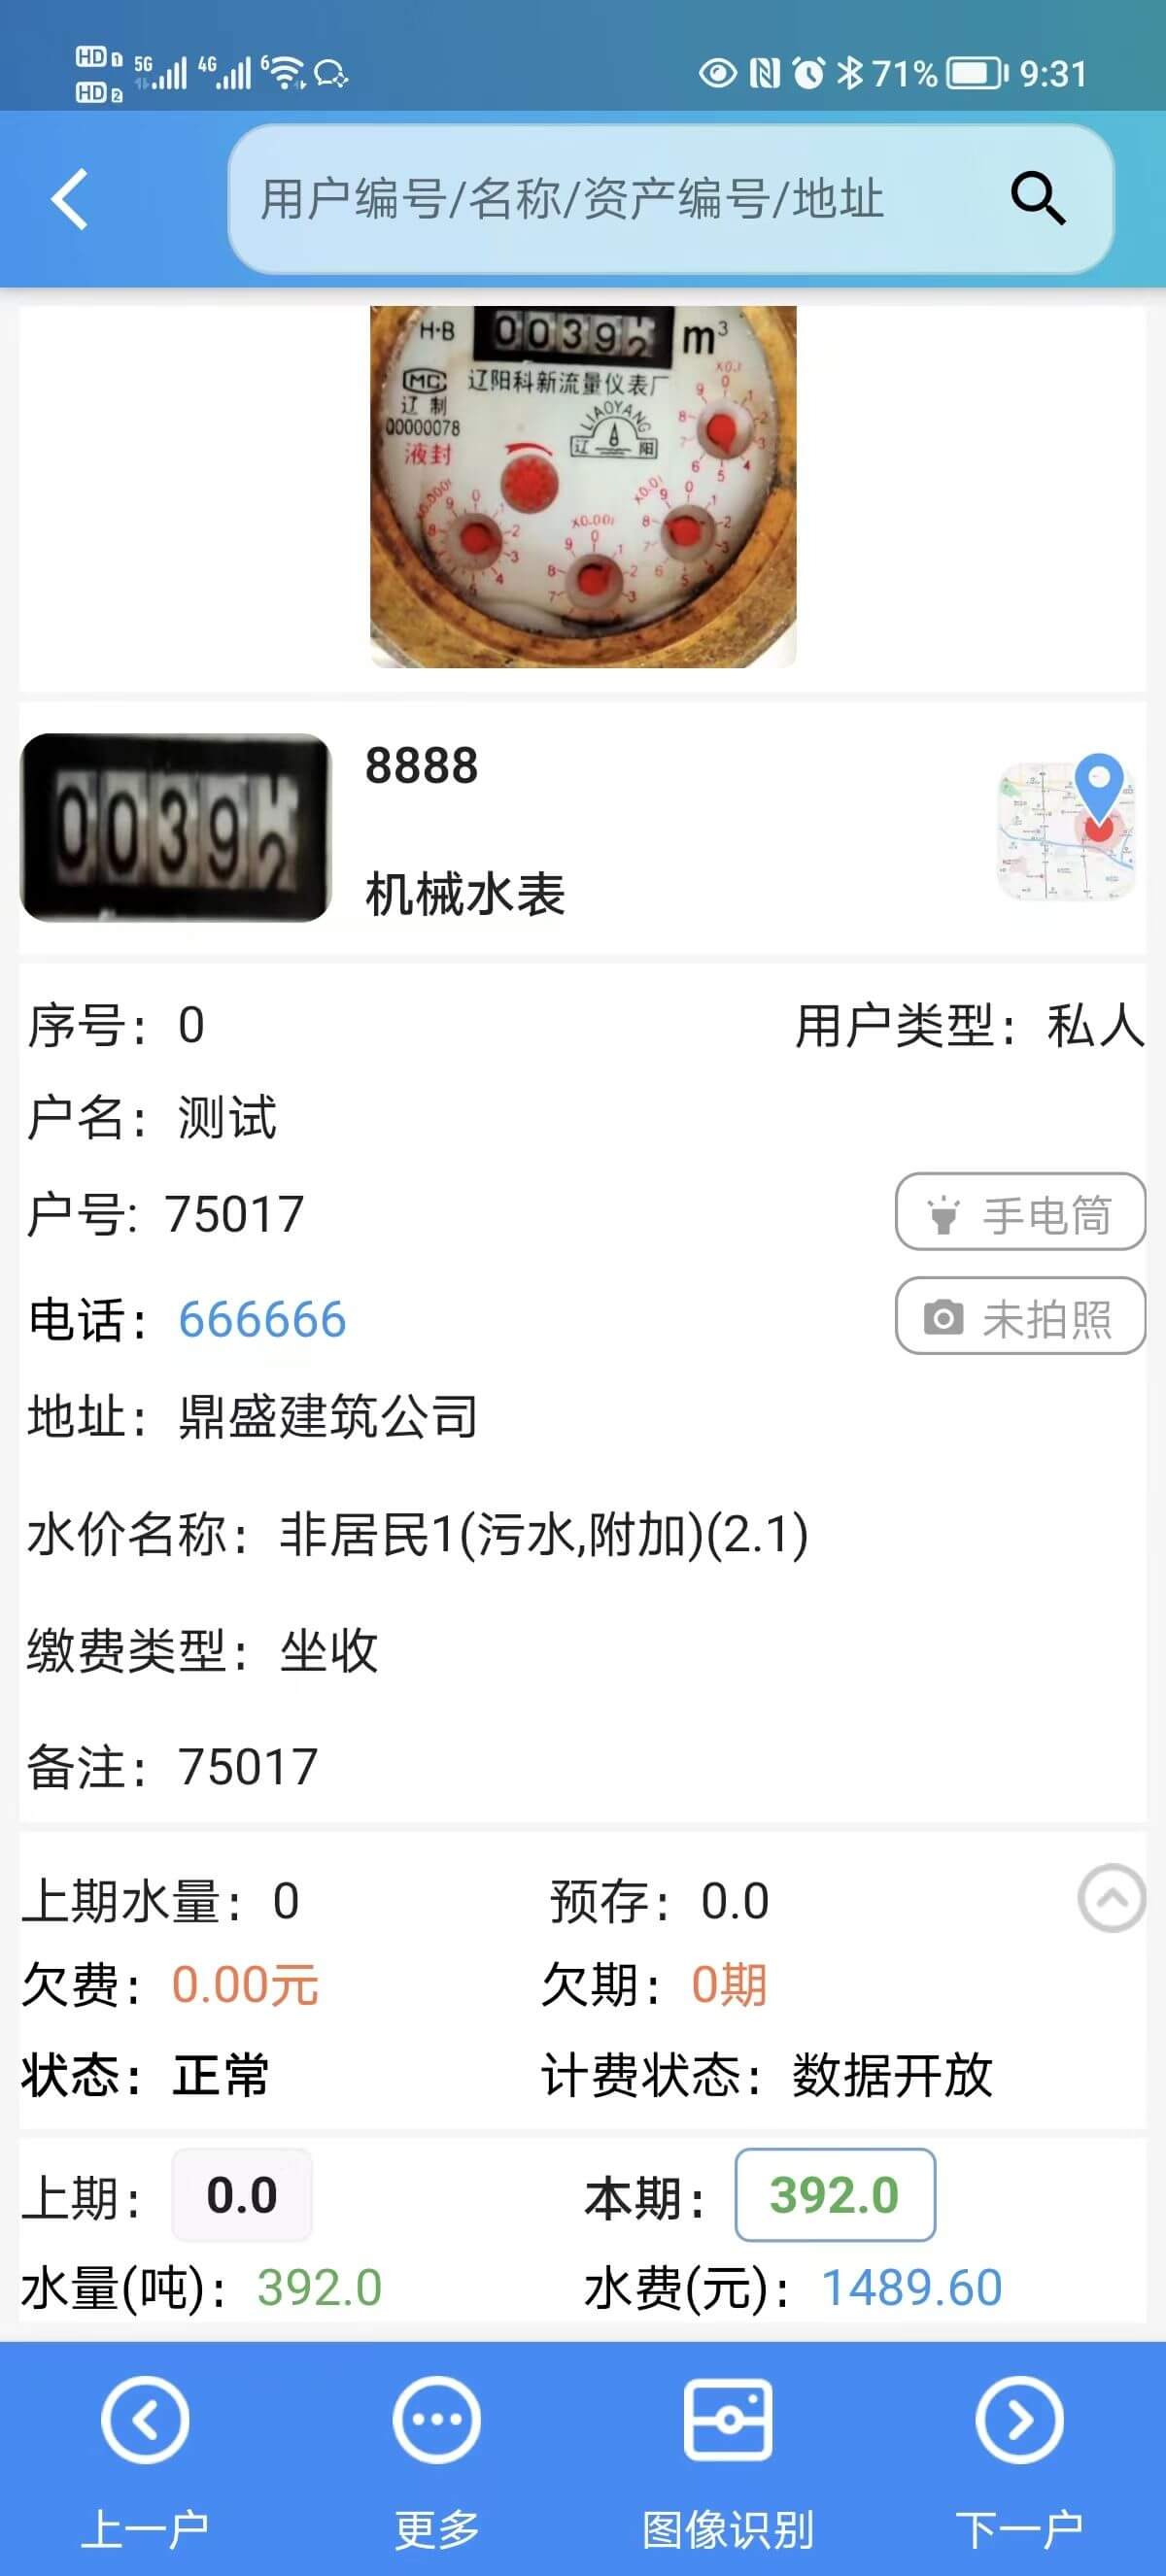 HD 1 5G 4G 6 71% 9:31
HD 2
用户编号/名称/资产编号/地址
H·B 0039 m³
MC 辽阳科新流量仪表厂
辽制 LIAOYANG
Q0000078 辽 阳
液封
X0.1
X0.01
X0.001
X0.0001
0039
8888
机械水表
序号：0 用户类型：私人
户名：测试
户号: 75017 手电筒
电话：666666 未拍照
地址：鼎盛建筑公司
水价名称：非居民1(污水,附加)(2.1)
缴费类型：坐收
备注：75017
上期水量：0 预存：0.0
欠费：0.00元 欠期：0期
状态：正常 计费状态：数据开放
上期：0.0 本期：392.0
水量(吨)：392.0 水费(元)：1489.60
上一户 更多 图像识别 下一户